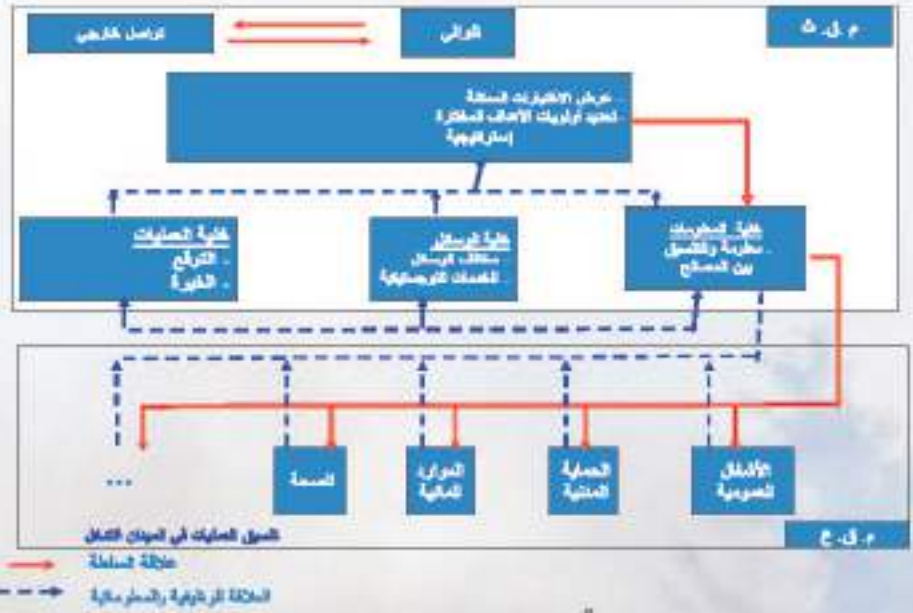 م. ق. ث
الوالي
تواصل خارجي
- عرض الاختيارات الممكنة
- تحديد أولويات الأهداف المختارة
إستراتيجية
خلية المعلومات
- معلومة والتنسيق
بين المصالح
خلية الوسائل
مختلف الوسائل
الخدمات اللوجستيكية
خلية العمليات
- التوقع
- الخبرة
الأشغال
العمومية
الحماية
المدنية
الموارد
المالية
الصحة
...
م. ق. ع
تنسيق العمليات في الميدان
علاقة السلطة
العلاقة الوظيفية والمعلوماتية